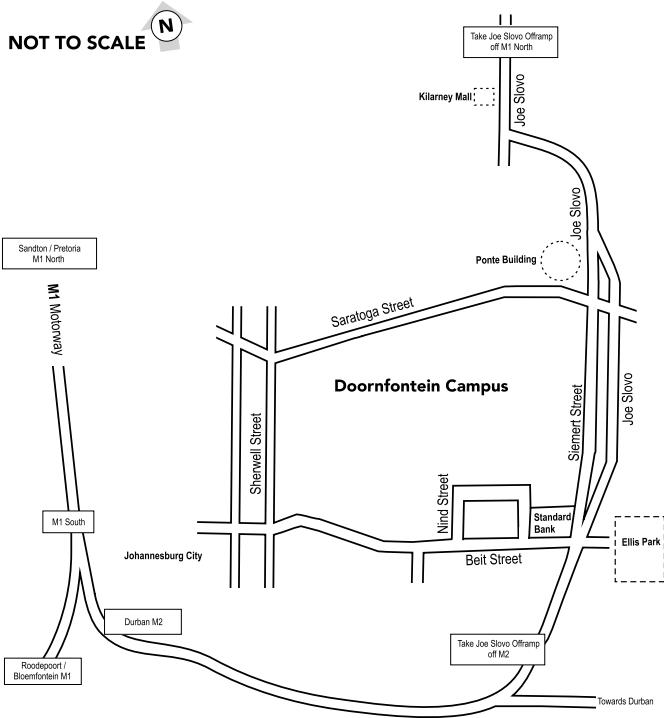 N
NOT TO SCALE
Take Joe Slovo Offramp
off M1 North
Kilarney Mall
Joe Slovo
Joe Slovo
Sandton / Pretoria
M1 North
Ponte Building
M1 Motorway
Saratoga Street
Doornfontein Campus
Joe Slovo
Siemert Street
Sherwell Street
Nind Street
M1 South
Standard
Bank
Ellis Park
Johannesburg City
Beit Street
Durban M2
Take Joe Slovo Offramp
off M2
Roodepoort /
Bloemfontein M1
Towards Durban